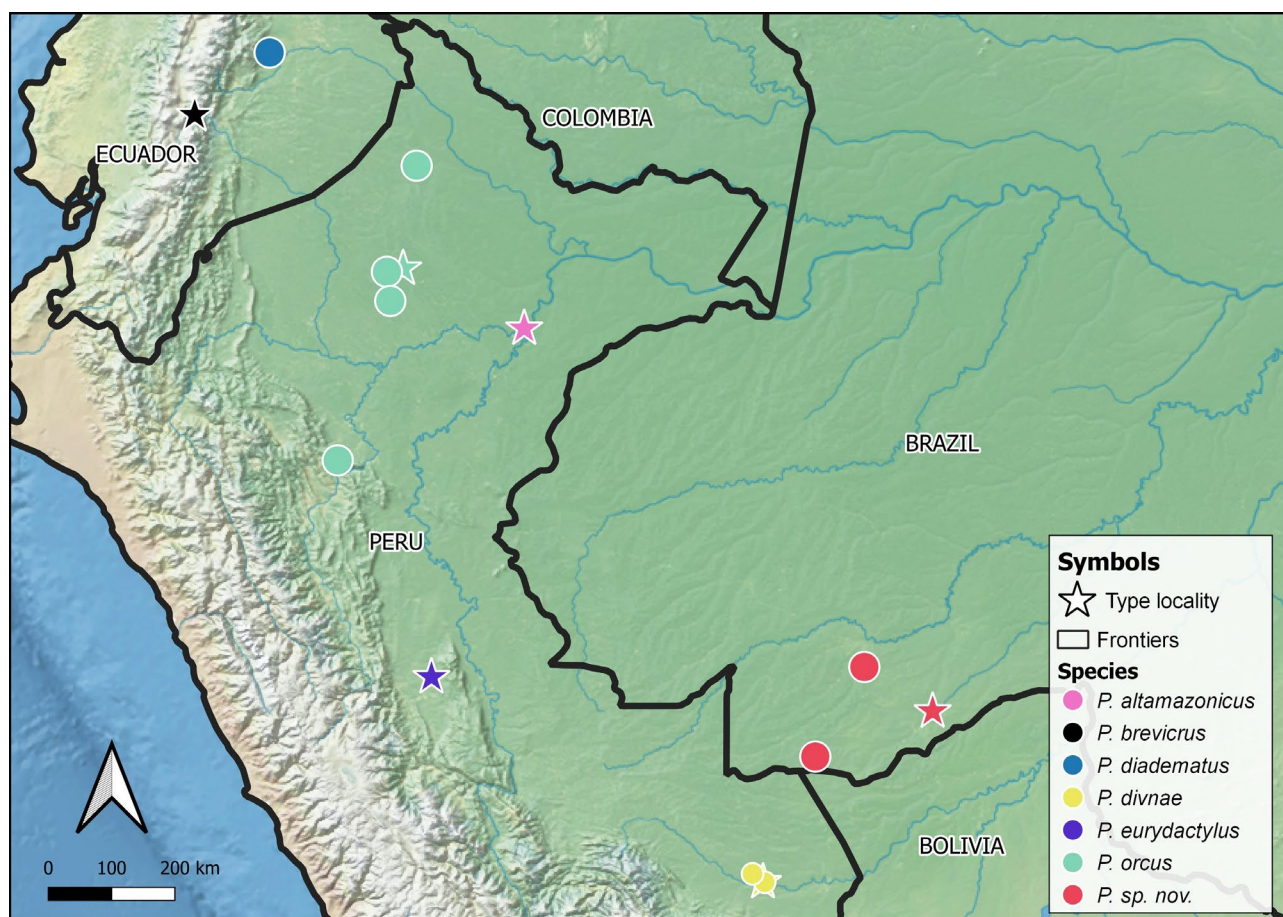 COLOMBIA
ECUADOR
BRAZIL
PERU
BOLIVIA
0 100 200 km
Symbols
Type locality
Frontiers
Species
P. altamazonicus
P. brevicrus
P. diadematus
P. divnae
P. eurydactylus
P. orcus
P. sp. nov.